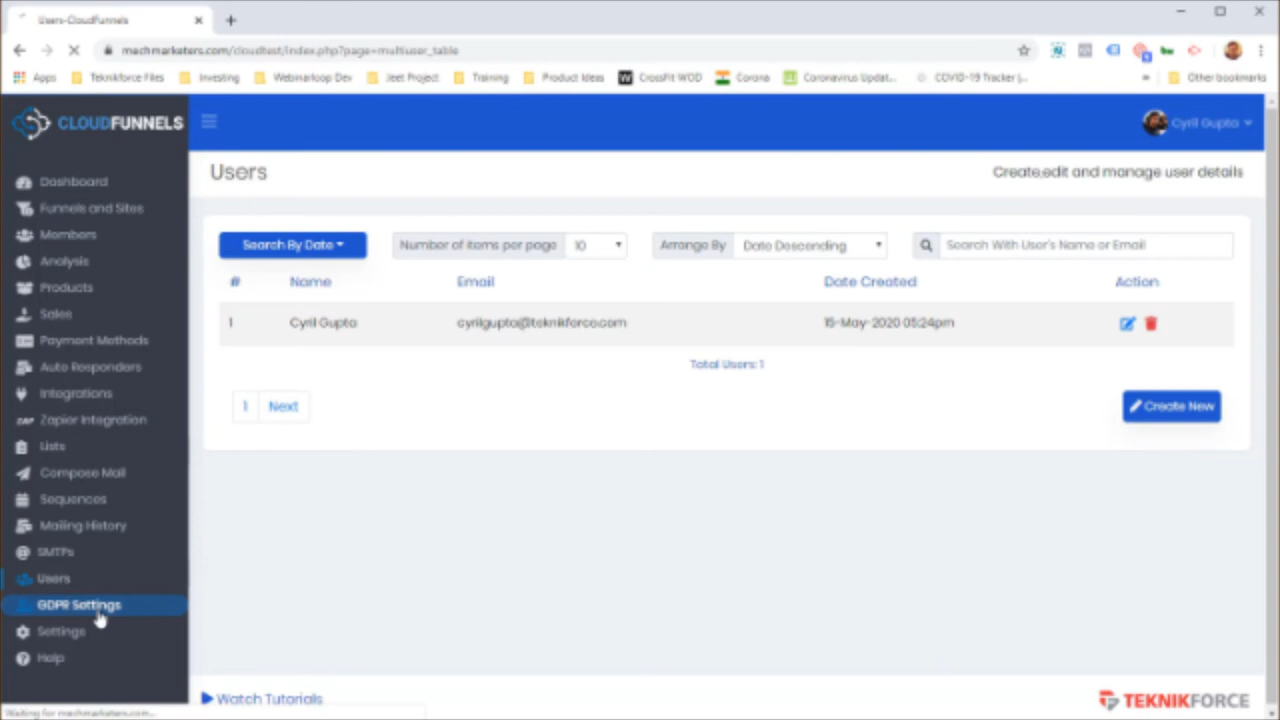 Users-CloudFunnels
machmarketers.com/cloudtest/index.php?page=multiuser_table
Apps
Teknikforce Files
Investing
Webinarloop Dev
Jeet Project
Training
Product Ideas
CrossFit WOD
Corona
Coronavirus Updat...
COVID-19 Tracker |...
»
Other bookmarks
CLOUDFUNNELS
Cyril Gupta
Dashboard
Funnels and Sites
Members
Analysis
Products
Sales
Payment Methods
Auto Responders
Integrations
ZAP Zapier Integration
Lists
Compose Mail
Sequences
Mailing History
SMTPs
Users
GDPR Settings
Settings
Help
Users
Create,edit and manage user details
Search By Date
Number of items per page 10
Arrange By Date Descending
Search With User's Name or Email
# Name Email Date Created Action
1 Cyril Gupta cyrilgupta@teknikforce.com 15-May-2020 05:24pm
Total Users: 1
1 Next
Create New
Watch Tutorials
TEKNIKFORCE
Waiting for machmarketers.com...